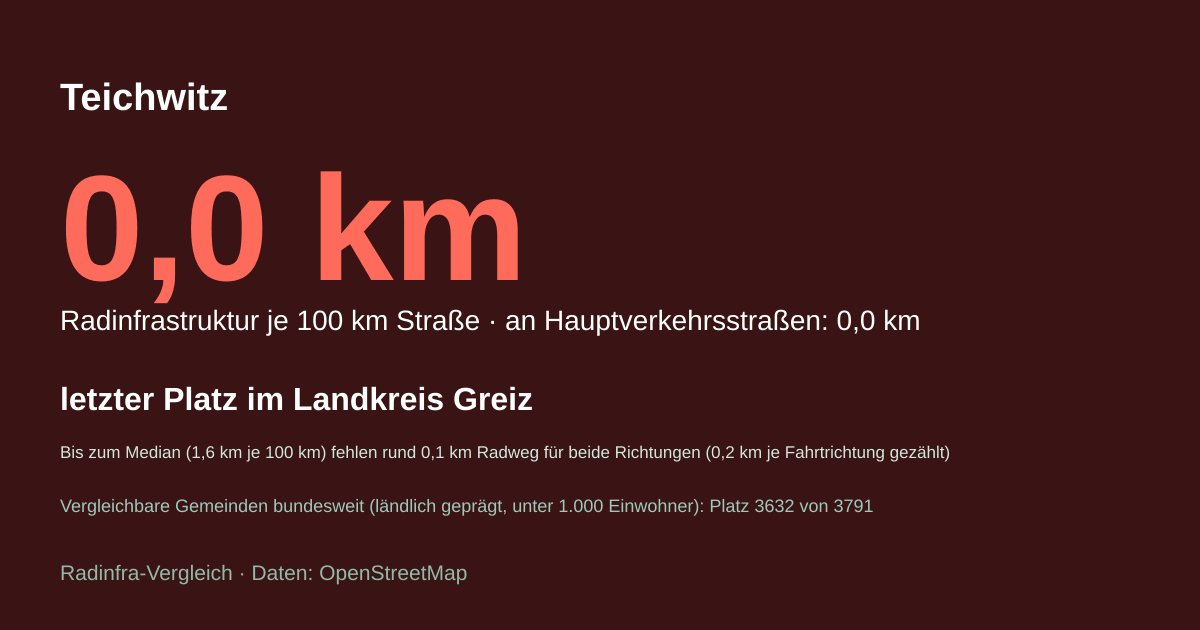 Teichwitz
0,0 km
Radinfrastruktur je 100 km Straße · an Hauptverkehrsstraßen: 0,0 km
letzter Platz im Landkreis Greiz
Bis zum Median (1,6 km je 100 km) fehlen rund 0,1 km Radweg für beide Richtungen (0,2 km je Fahrtrichtung gezählt)
Vergleichbare Gemeinden bundesweit (ländlich geprägt, unter 1.000 Einwohner): Platz 3632 von 3791
Radinfra-Vergleich · Daten: OpenStreetMap